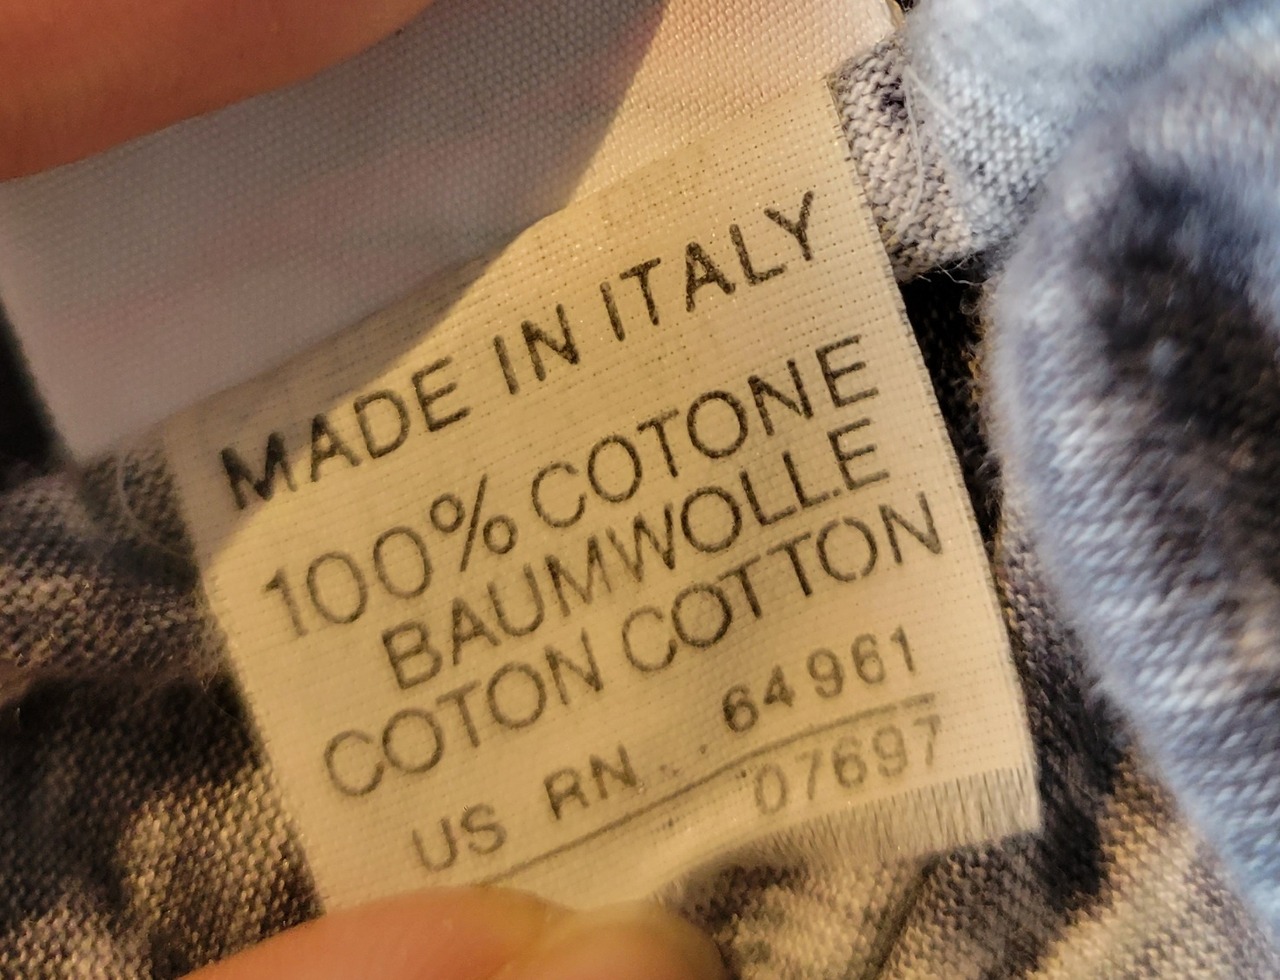 MADE IN ITALY
100% COTONE
BAUMWOLLE
COTON COTTON
US RN 64961
07697